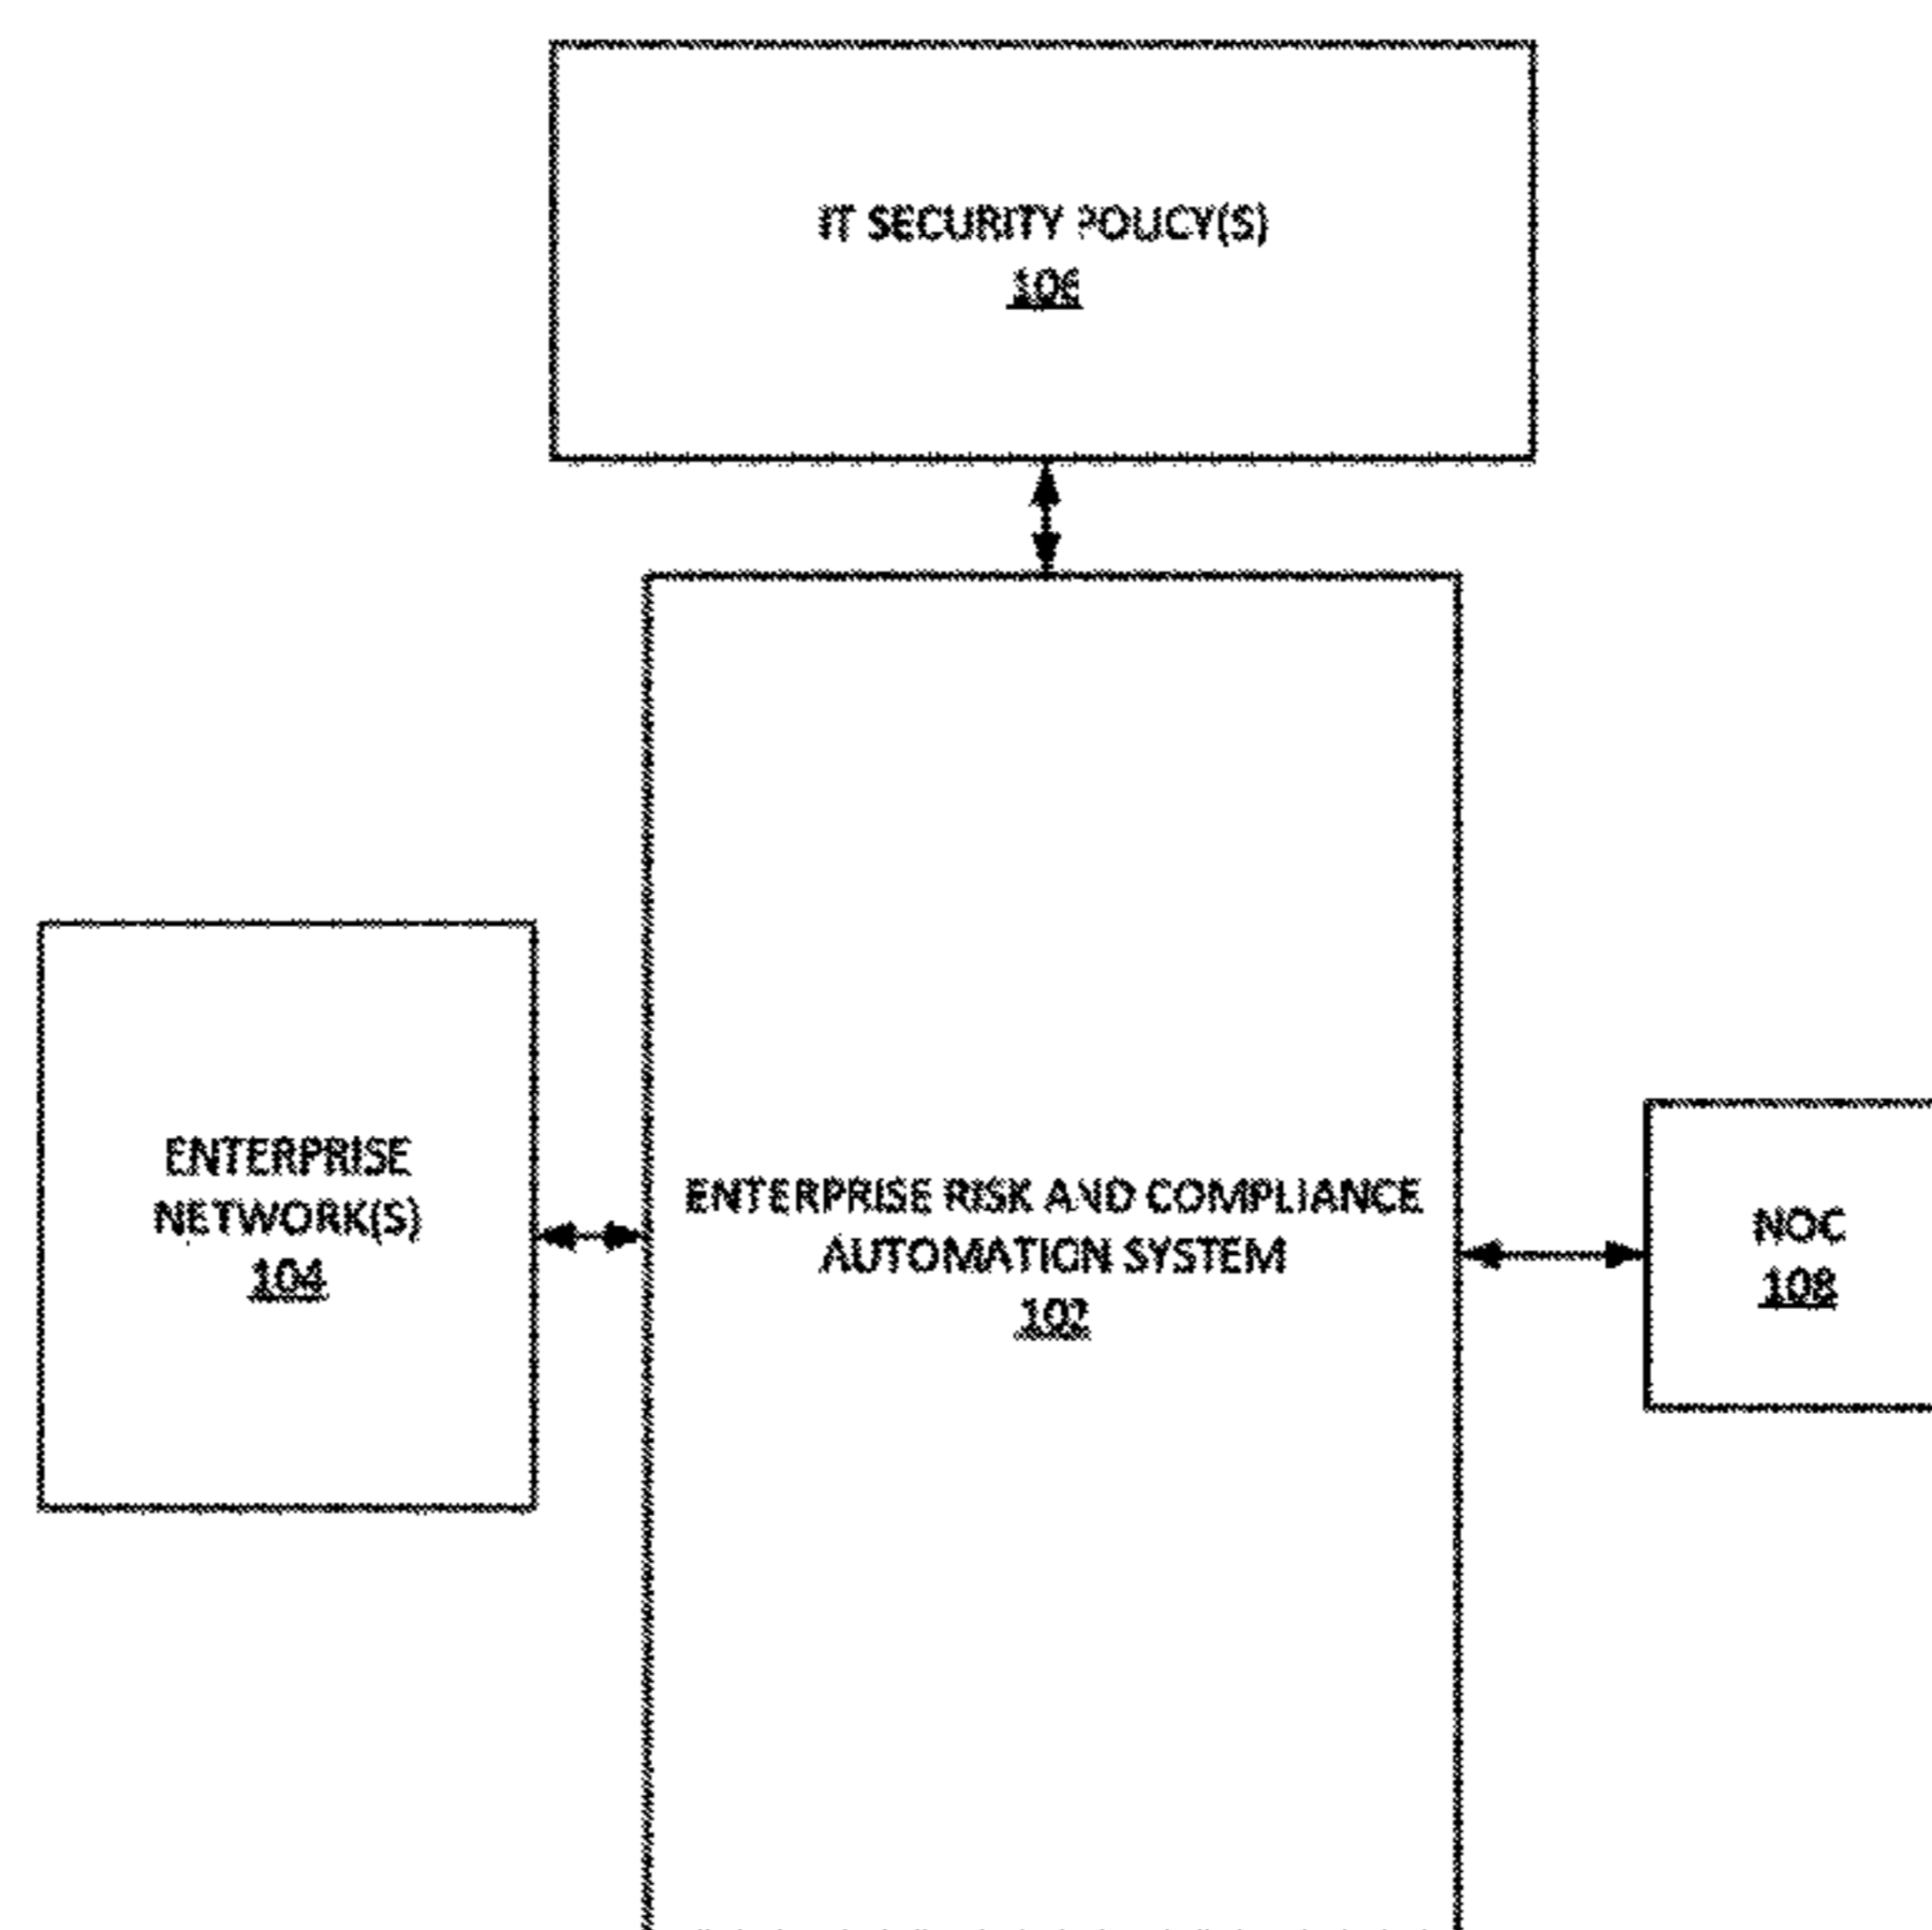 IT SECURITY POLICY(S)
106
ENTERPRISE
NETWORK(S)
104
ENTERPRISE RISK AND COMPLIANCE
AUTOMATION SYSTEM
102
NOC
108